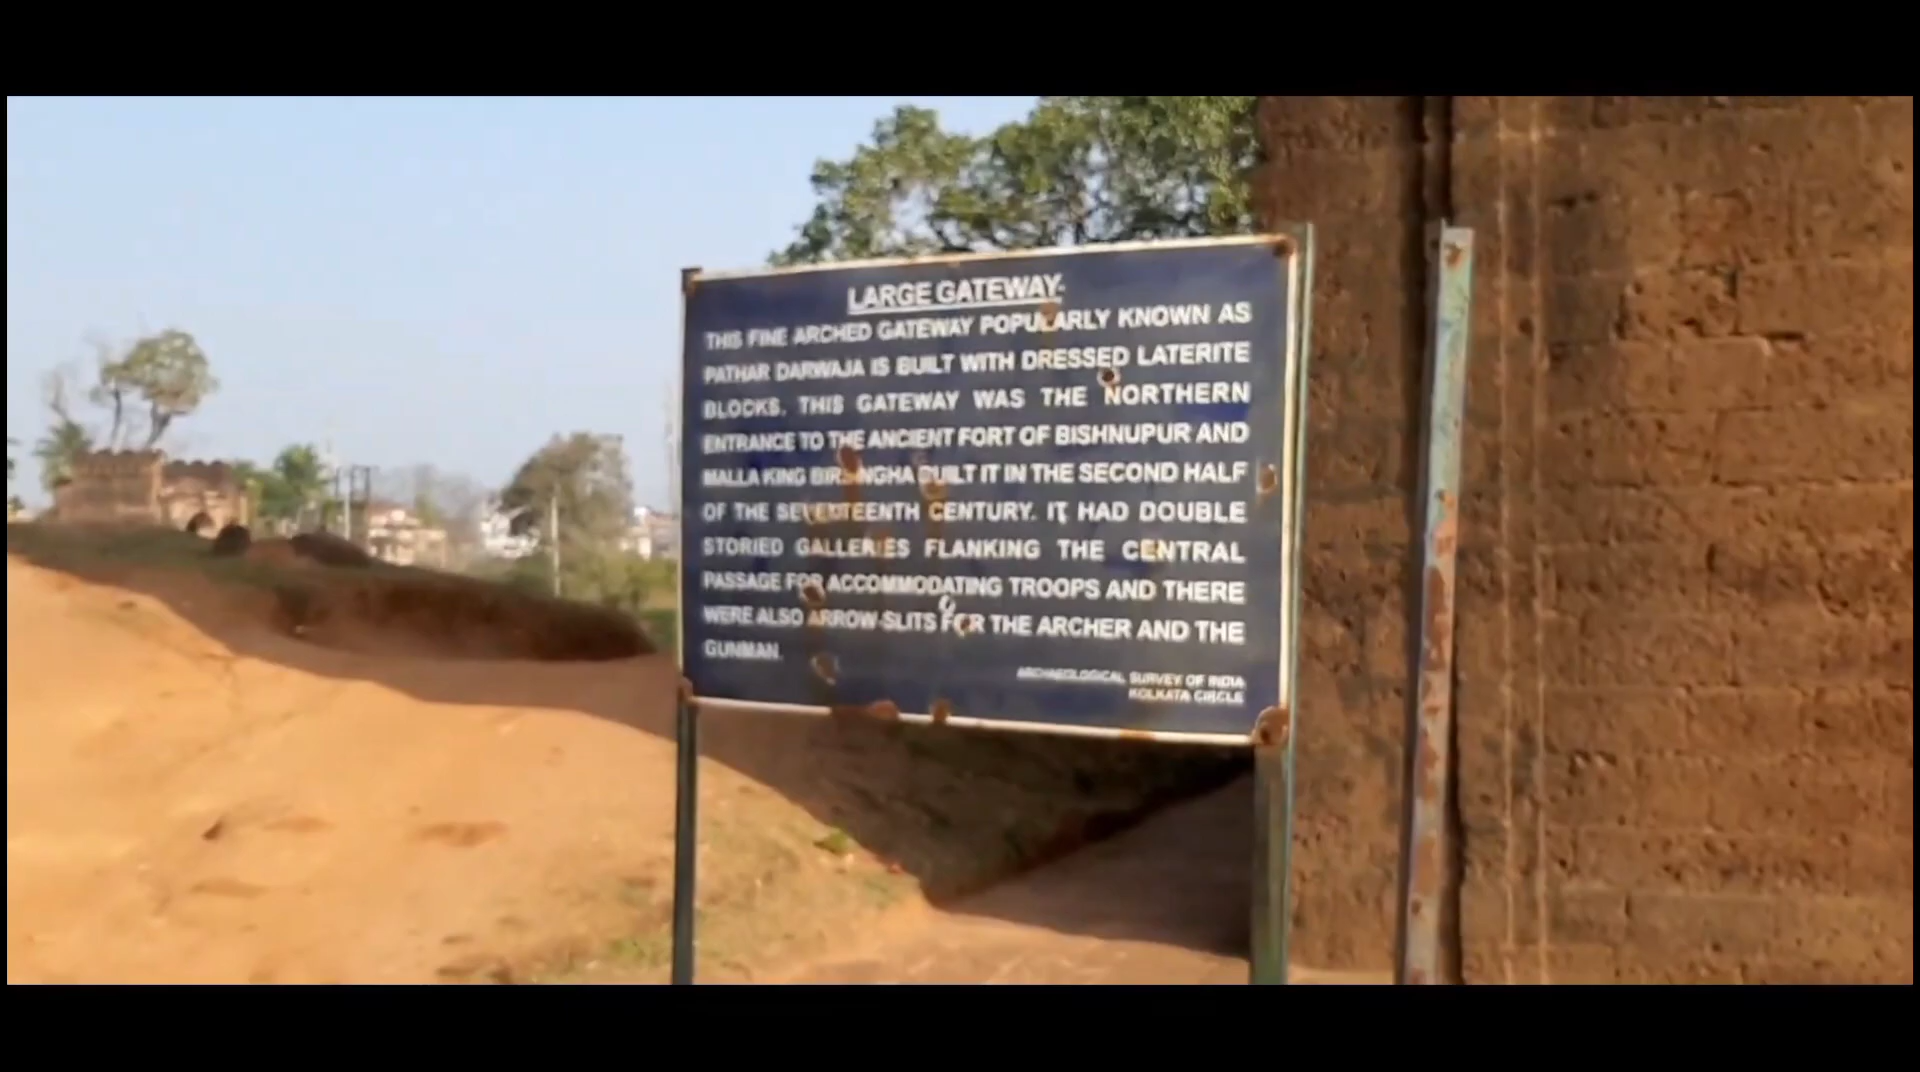 LARGE GATEWAY-
THIS FINE ARCHED GATEWAY POPULARLY KNOWN AS
PATHAR DARWAJA IS BUILT WITH DRESSED LATERITE
BLOCKS. THIS GATEWAY WAS THE NORTHERN
ENTRANCE TO THE ANCIENT FORT OF BISHNUPUR AND
MALLA KING BIRSINGHA BUILT IT IN THE SECOND HALF
OF THE SEVENTEENTH CENTURY. IT HAD DOUBLE
STORIED GALLERIES FLANKING THE CENTRAL
PASSAGE FOR ACCOMMODATING TROOPS AND THERE
WERE ALSO ARROW-SLITS FOR THE ARCHER AND THE
GUNMAN.
ARCHAEOLOGICAL SURVEY OF INDIA
KOLKATA CIRCLE